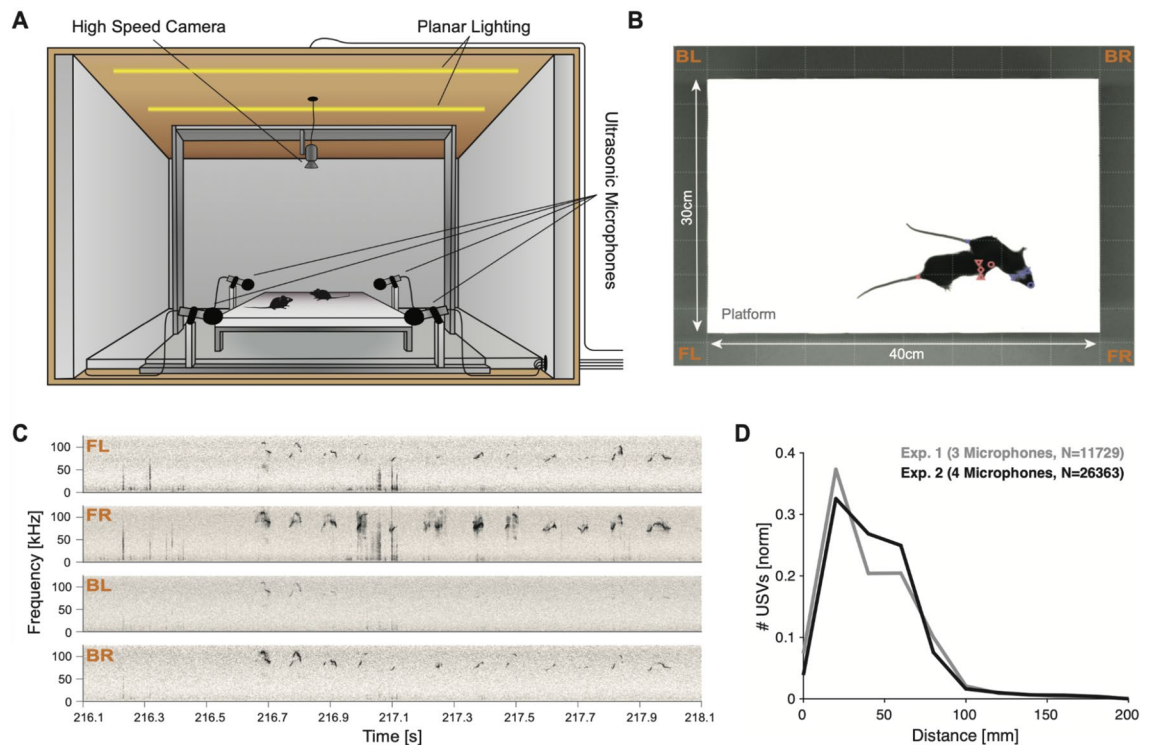 A
High Speed Camera
Planar Lighting
Ultrasonic Microphones
B
BL
BR
30cm
Platform
40cm
FL
FR
C
Frequency [kHz]
FL
100
50
0
FR
100
50
0
BL
100
50
0
BR
100
50
0
216.1 216.3 216.5 216.7 216.9 217.1 217.3 217.5 217.7 217.9 218.1
Time [s]
D
Exp. 1 (3 Microphones, N=11729)
Exp. 2 (4 Microphones, N=26363)
# USVs [norm]
0.4
0.3
0.2
0.1
0
0 50 100 150 200
Distance [mm]